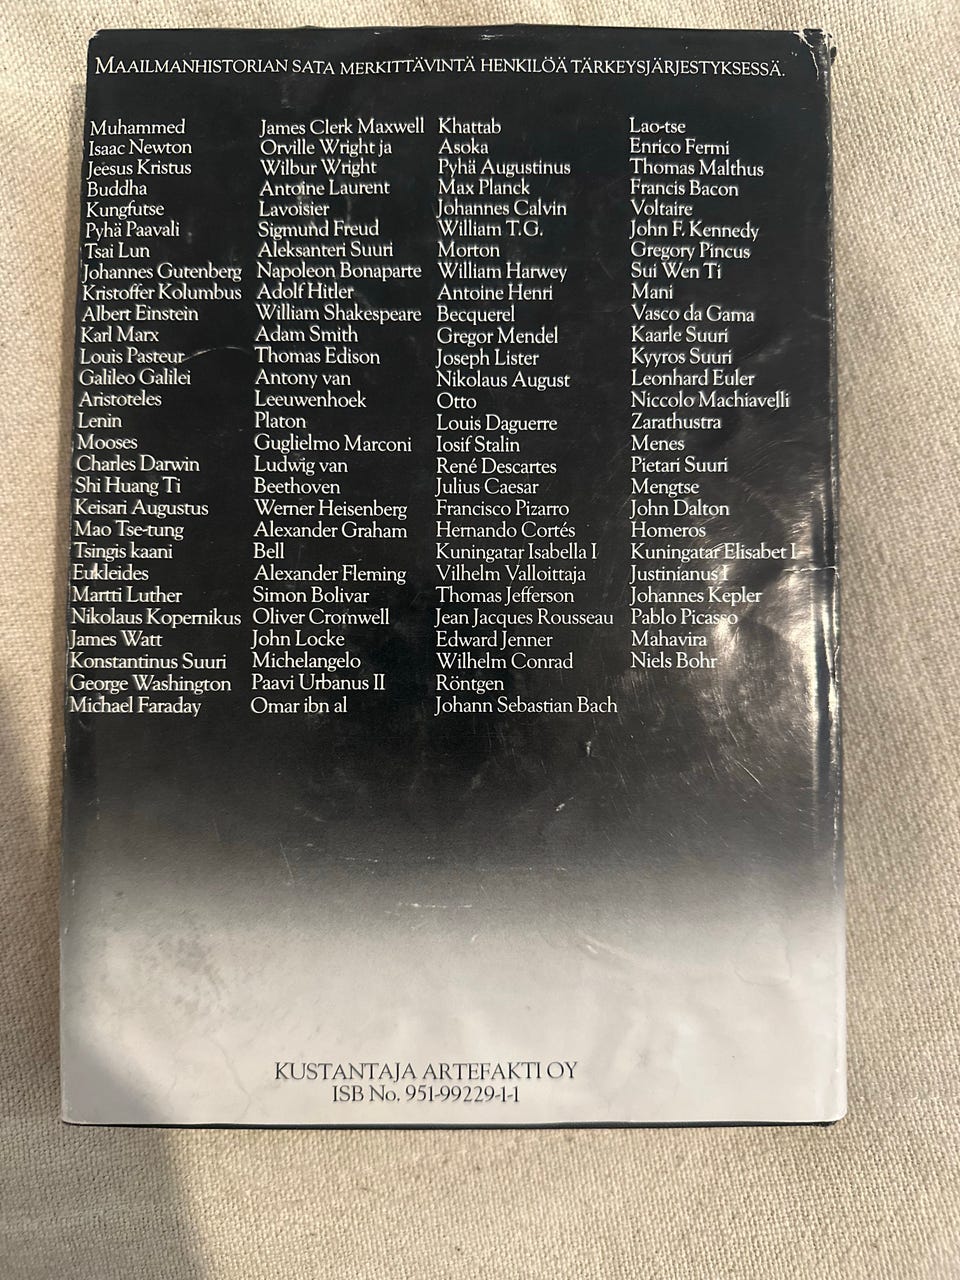 MAAILMANHISTORIAN SATA MERKITTÄVINTÄ HENKILÖÄ TÄRKEYSJÄRJESTYKSESSÄ.
Muhammed
Isaac Newton
Jeesus Kristus
Buddha
Kungfutse
Pyhä Paavali
Tsai Lun
Johannes Gutenberg
Kristoffer Kolumbus
Albert Einstein
Karl Marx
Louis Pasteur
Galileo Galilei
Aristoteles
Lenin
Mooses
Charles Darwin
Shi Huang Ti
Keisari Augustus
Mao Tse-tung
Tsingis kaani
Eukleides
Martti Luther
Nikolaus Kopernikus
James Watt
Konstantinus Suuri
George Washington
Michael Faraday
James Clerk Maxwell
Orville Wright ja
Wilbur Wright
Antoine Laurent
Lavoisier
Sigmund Freud
Aleksanteri Suuri
Napoleon Bonaparte
Adolf Hitler
William Shakespeare
Adam Smith
Thomas Edison
Antony van
Leeuwenhoek
Platon
Guglielmo Marconi
Ludwig van
Beethoven
Werner Heisenberg
Alexander Graham
Bell
Alexander Fleming
Simon Bolivar
Oliver Cromwell
John Locke
Michelangelo
Paavi Urbanus II
Omar ibn al
Khattab
Asoka
Pyhä Augustinus
Max Planck
Johannes Calvin
William T.G.
Morton
William Harvey
Antoine Henri
Becquerel
Gregor Mendel
Joseph Lister
Nikolaus August
Otto
Louis Daguerre
Iosif Stalin
René Descartes
Julius Caesar
Francisco Pizarro
Hernando Cortés
Kuningatar Isabella I
Vilhelm Valloittaja
Thomas Jefferson
Jean Jacques Rousseau
Edward Jenner
Wilhelm Conrad
Röntgen
Johann Sebastian Bach
Lao-tse
Enrico Fermi
Thomas Malthus
Francis Bacon
Voltaire
John F. Kennedy
Gregory Pincus
Sui Wen Ti
Mani
Vasco da Gama
Kaarle Suuri
Kyyros Suuri
Leonhard Euler
Niccolo Machiavelli
Zarathustra
Menes
Pietari Suuri
Mengtse
John Dalton
Homeros
Kuningatar Elisabet I
Justinianus I
Johannes Kepler
Pablo Picasso
Mahavira
Niels Bohr
KUSTANTAJA ARTEFAKTI OY
ISB No. 951-99229-1-1